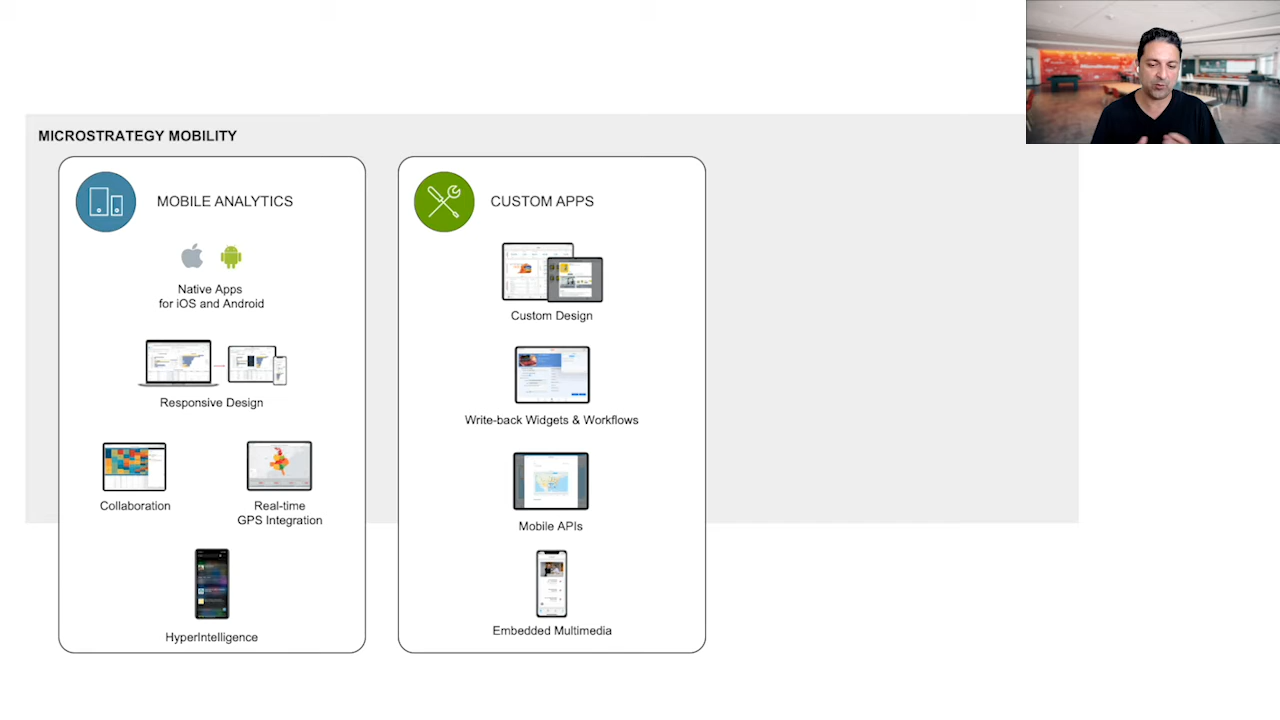 MICROSTRATEGY MOBILITY
MOBILE ANALYTICS
Native Apps
for iOS and Android
Responsive Design
Collaboration
Real-time
GPS Integration
HyperIntelligence
CUSTOM APPS
Custom Design
Write-back Widgets & Workflows
Mobile APIs
Embedded Multimedia